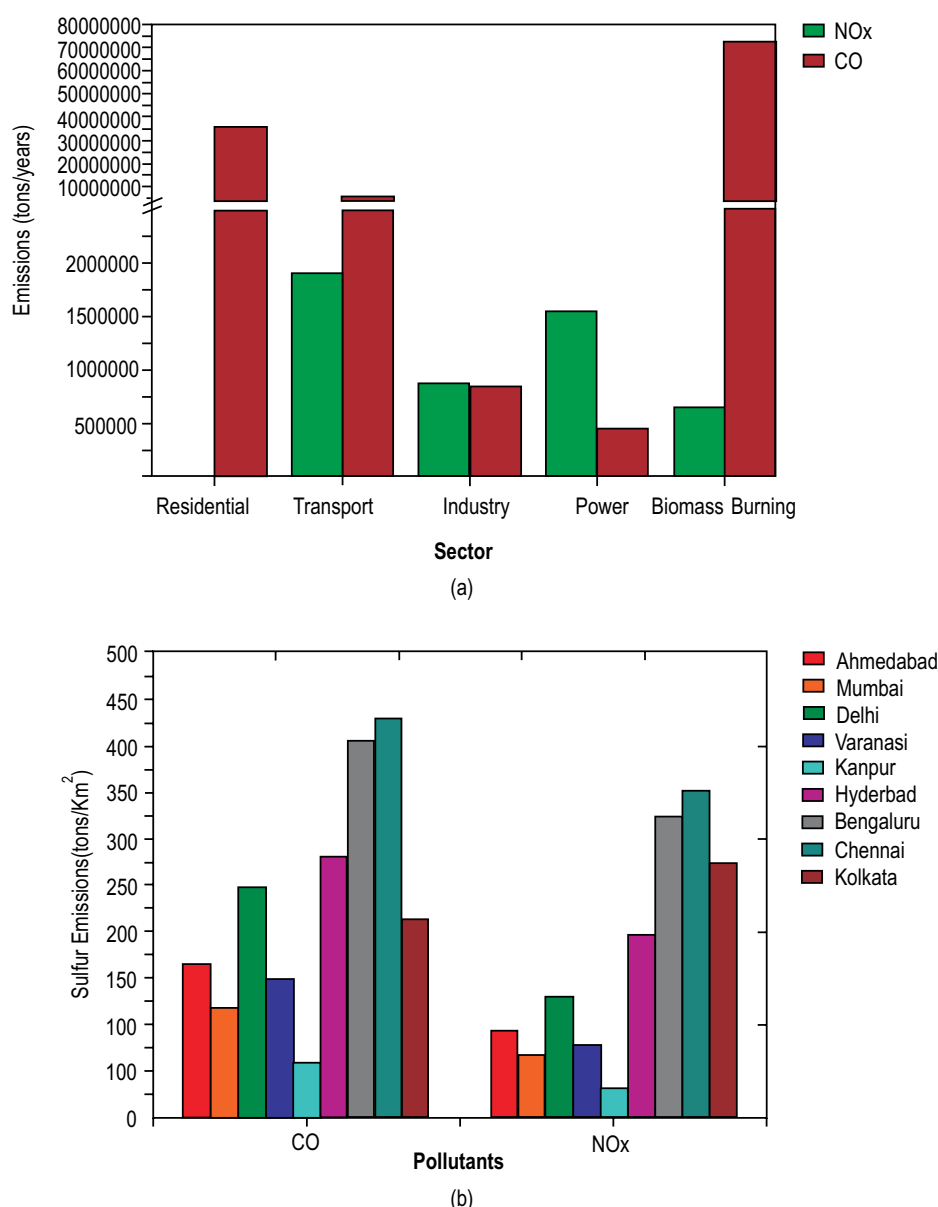 80000000
70000000
60000000
50000000
40000000
30000000
20000000
10000000
2000000
1500000
1000000
500000
Emissions (tons/years)
NOx
CO
Residential Transport Industry Power Biomass Burning
Sector
(a)
500
450
400
350
300
250
200
150
100
100
0
Sulfur Emissions(tons/Km²)
Ahmedabad
Mumbai
Delhi
Varanasi
Kanpur
Hyderbad
Bengaluru
Chennai
Kolkata
CO NOx
Pollutants
(b)